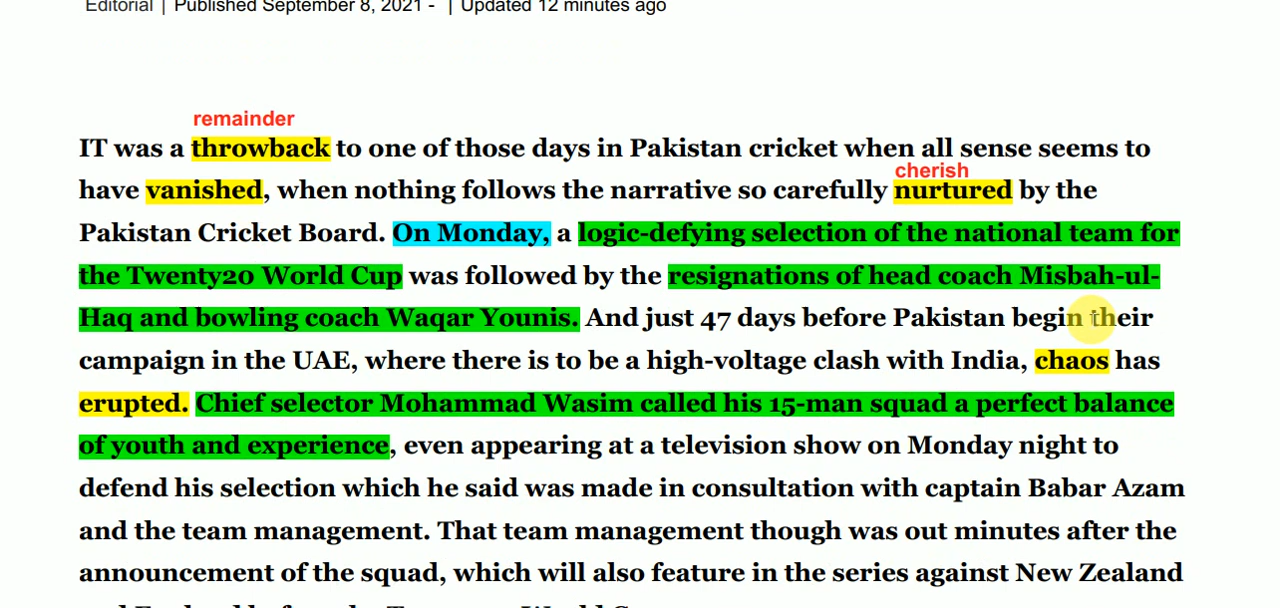 Editorial | Published September 8, 2021 - | Updated 12 minutes ago
remainder
IT was a throwback to one of those days in Pakistan cricket when all sense seems to
cherish
have vanished, when nothing follows the narrative so carefully nurtured by the
Pakistan Cricket Board. On Monday, a logic-defying selection of the national team for
the Twenty20 World Cup was followed by the resignations of head coach Misbah-ul-
Haq and bowling coach Waqar Younis. And just 47 days before Pakistan begin their
campaign in the UAE, where there is to be a high-voltage clash with India, chaos has
erupted. Chief selector Mohammad Wasim called his 15-man squad a perfect balance
of youth and experience, even appearing at a television show on Monday night to
defend his selection which he said was made in consultation with captain Babar Azam
and the team management. That team management though was out minutes after the
announcement of the squad, which will also feature in the series against New Zealand